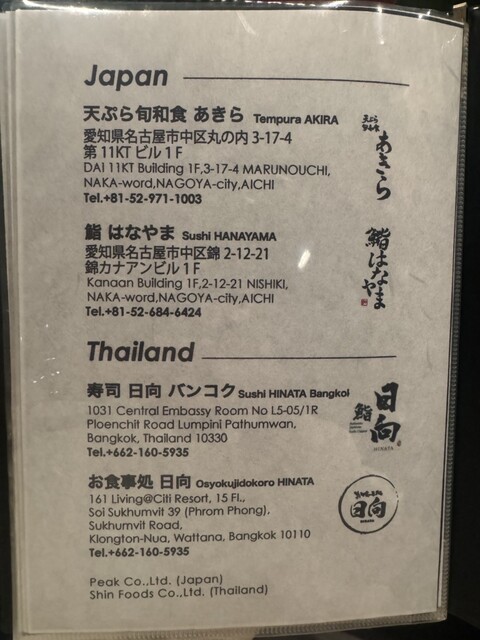 Japan
天ぷら旬和食 あきら Tempura AKIRA
愛知県名古屋市中区丸の内 3-17-4
第 11KT ビル 1 F
DAI 11KT Building 1F,3-17-4 MARUNOUCHI,
NAKA-word,NAGOYA-city,AICHI
Tel.+81-52-971-1003
天ぷら
あきら
鮨 はなやま Sushi HANAYAMA
愛知県名古屋市中区錦 2-12-21
錦カナアンビル 1 F
Kanaan Building 1F,2-12-21 NISHIKI,
NAKA-word,NAGOYA-city,AICHI
Tel.+81-52-684-6424
鮨はなやま
Thailand
寿司 日向 バンコク Sushi HINATA Bangkok
1031 Central Embassy Room No L5-05/1R
Ploenchit Road Lumpini Pathumwan,
Bangkok, Thailand 10330
Tel.+662-160-5935
日向
鮨
HINATA
お食事処 日向 Osyokujidokoro HINATA
161 Living@Citi Resort, 15 Fl.,
Soi Sukhumvit 39 (Phrom Phong),
Sukhumvit Road,
Klongton-Nua, Wattana, Bangkok 10110
Tel.+662-160-5935
日向
Peak Co.,Ltd. (Japan)
Shin Foods Co.,Ltd. (Thailand)